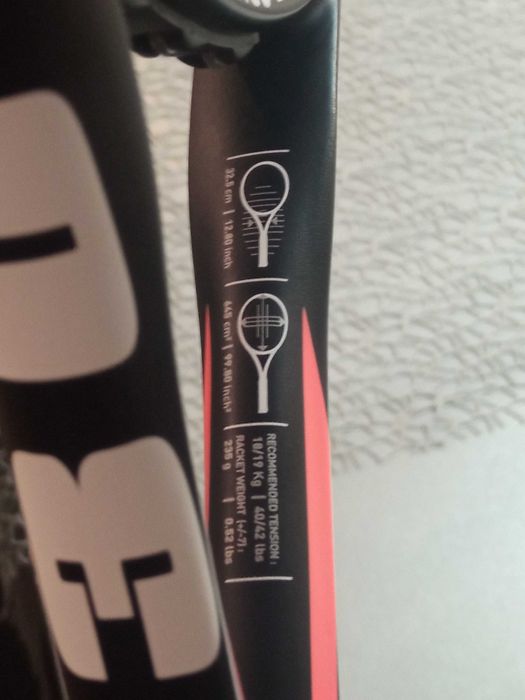 32.5 cm | 12.80 inch
645 cm² | 99.80 inch²
RECOMMENDED TENSION:
18/19 Kg | 40/42 lbs
RACKET WEIGHT (+/-7):
235 g | 0.52 lbs
03